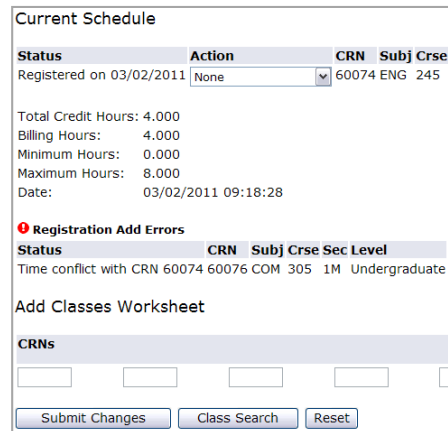 Current Schedule
Status Action CRN Subj Crse
Registered on 03/02/2011 None 60074 ENG 245
Total Credit Hours: 4.000
Billing Hours: 4.000
Minimum Hours: 0.000
Maximum Hours: 8.000
Date: 03/02/2011 09:18:28
Registration Add Errors
Status CRN Subj Crse Sec Level
Time conflict with CRN 60074 60076 COM 305 1M Undergraduate
Add Classes Worksheet
CRNs
Submit Changes Class Search Reset